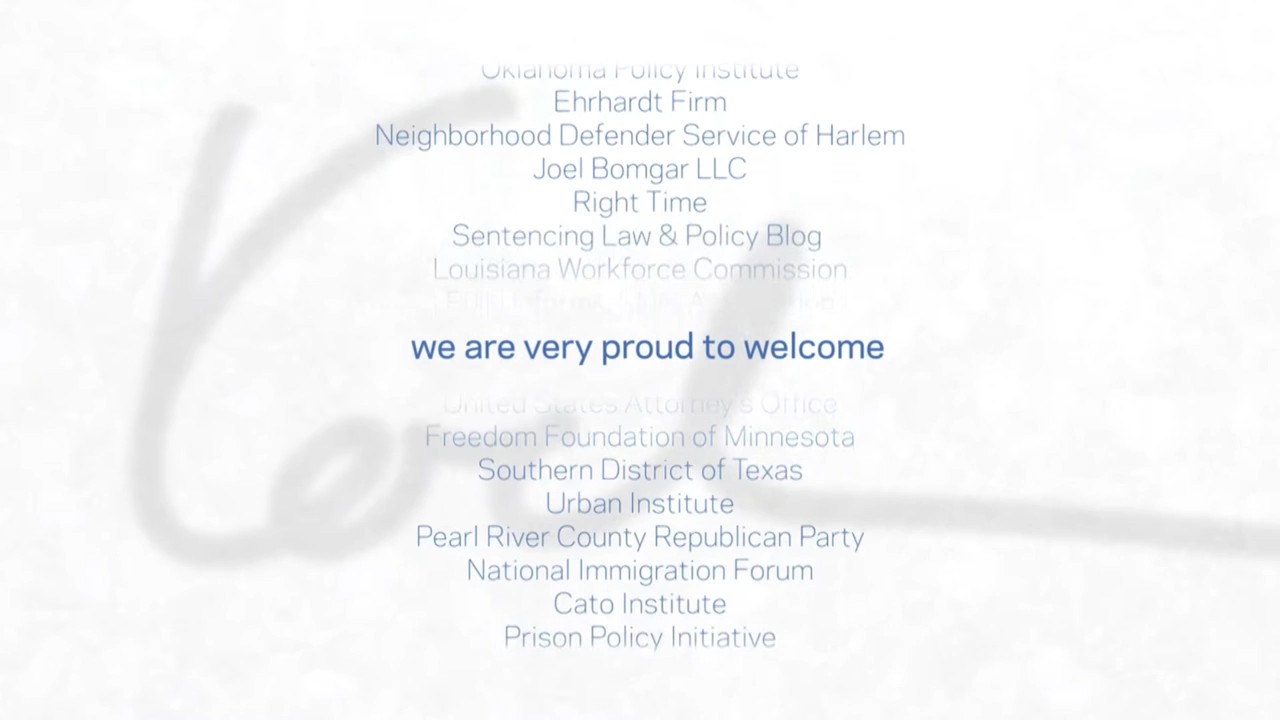 Oklahoma Policy Institute
Ehrhardt Firm
Neighborhood Defender Service of Harlem
Joel Bomgar LLC
Right Time
Sentencing Law & Policy Blog
Louisiana Workforce Commission
we are very proud to welcome
United States Attorney's Office
Freedom Foundation of Minnesota
Southern District of Texas
Urban Institute
Pearl River County Republican Party
National Immigration Forum
Cato Institute
Prison Policy Initiative